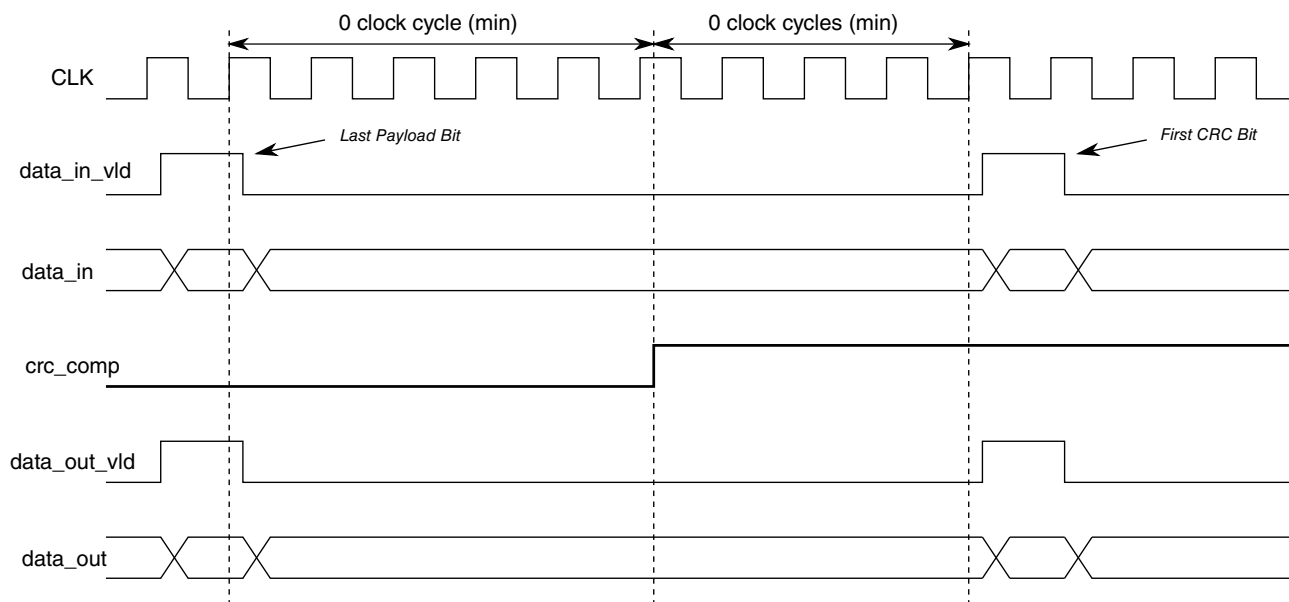 0 clock cycle (min) 0 clock cycles (min)
CLK
Last Payload Bit First CRC Bit
data_in_vld
data_in
crc_comp
data_out_vld
data_out